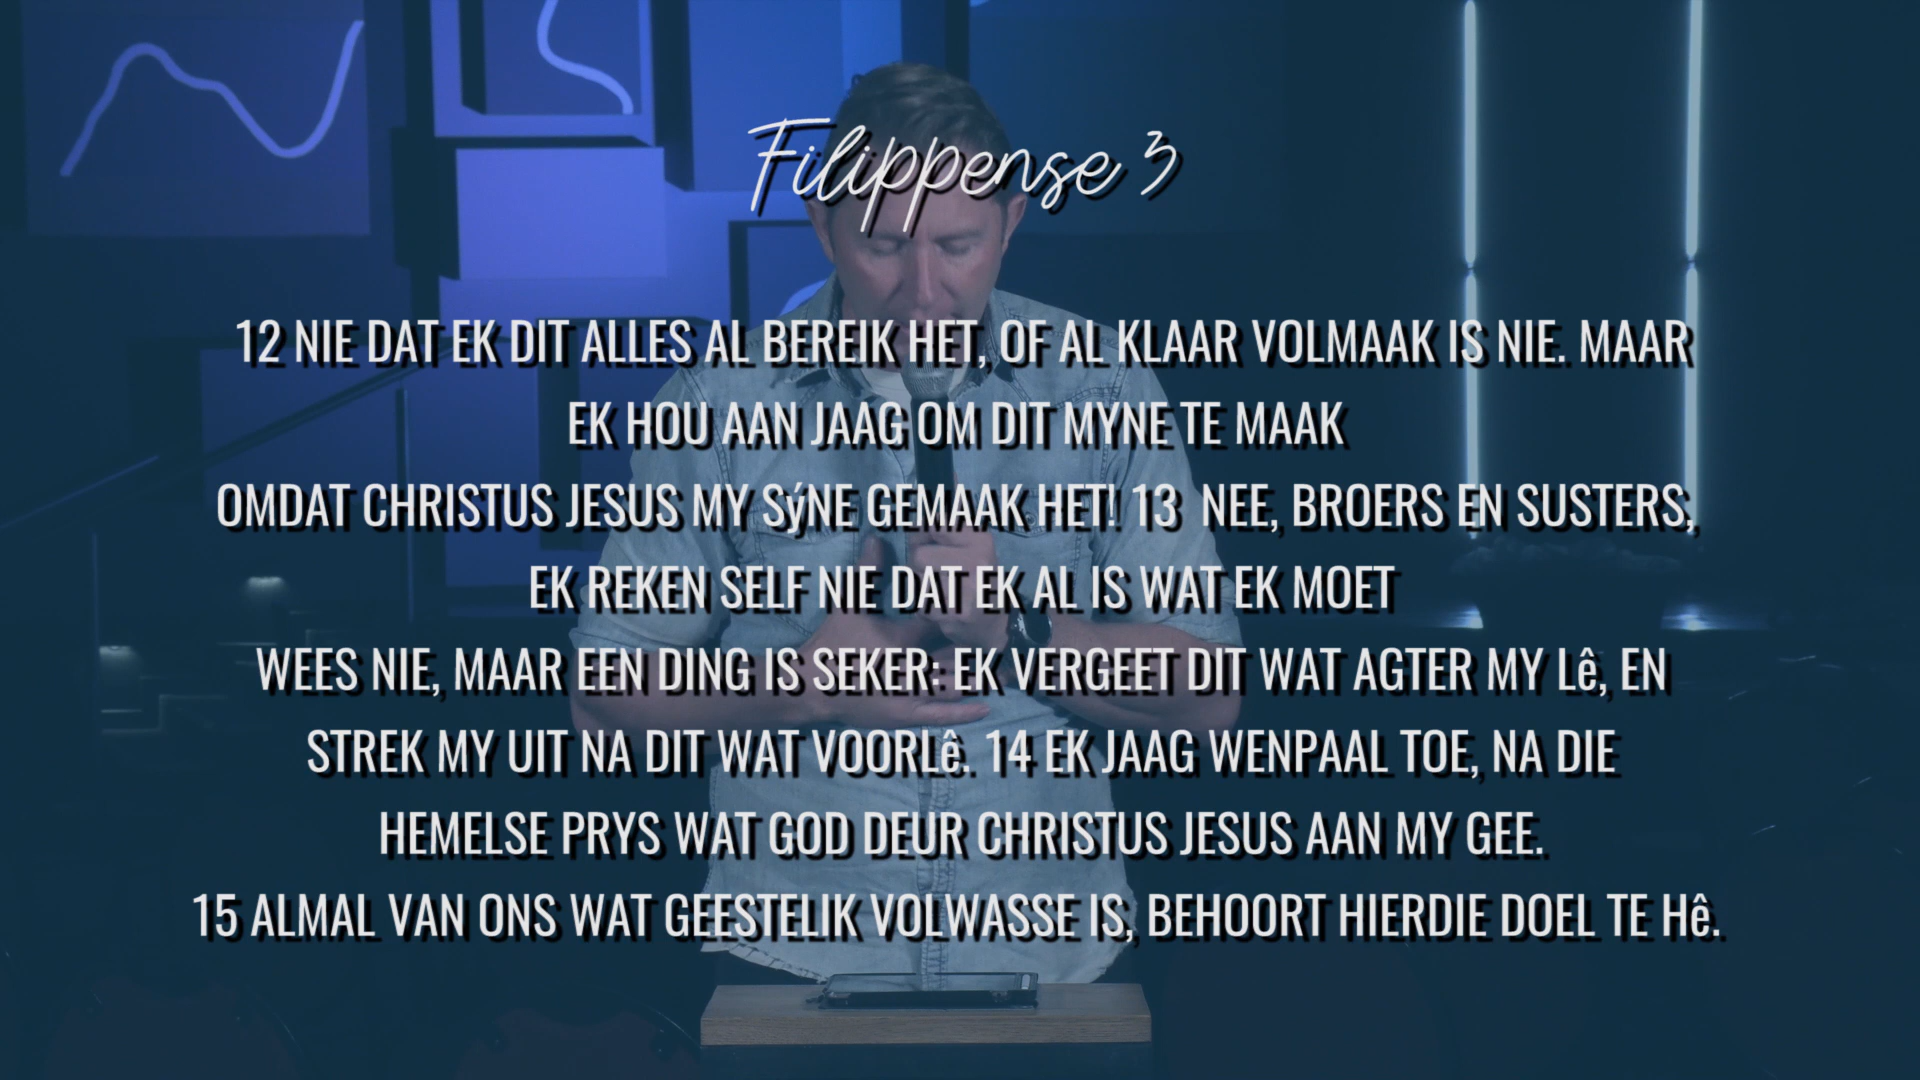 Filippense 3
12 NIE DAT EK DIT ALLES AL BEREIK HET, OF AL KLAAR VOLMAAK IS NIE. MAAR
EK HOU AAN JAAG OM DIT MYNE TE MAAK
OMDAT CHRISTUS JESUS MY SýNE GEMAAK HET! 13 NEE, BROERS EN SUSTERS,
EK REKEN SELF NIE DAT EK AL IS WAT EK MOET
WEES NIE, MAAR EEN DING IS SEKER: EK VERGEET DIT WAT AGTER MY Lê, EN
STREK MY UIT NA DIT WAT VOORLê. 14 EK JAAG WENPAAL TOE, NA DIE
HEMELSE PRYS WAT GOD DEUR CHRISTUS JESUS AAN MY GEE.
15 ALMAL VAN ONS WAT GEESTELIK VOLWASSE IS, BEHOORT HIERDIE DOEL TE Hê.